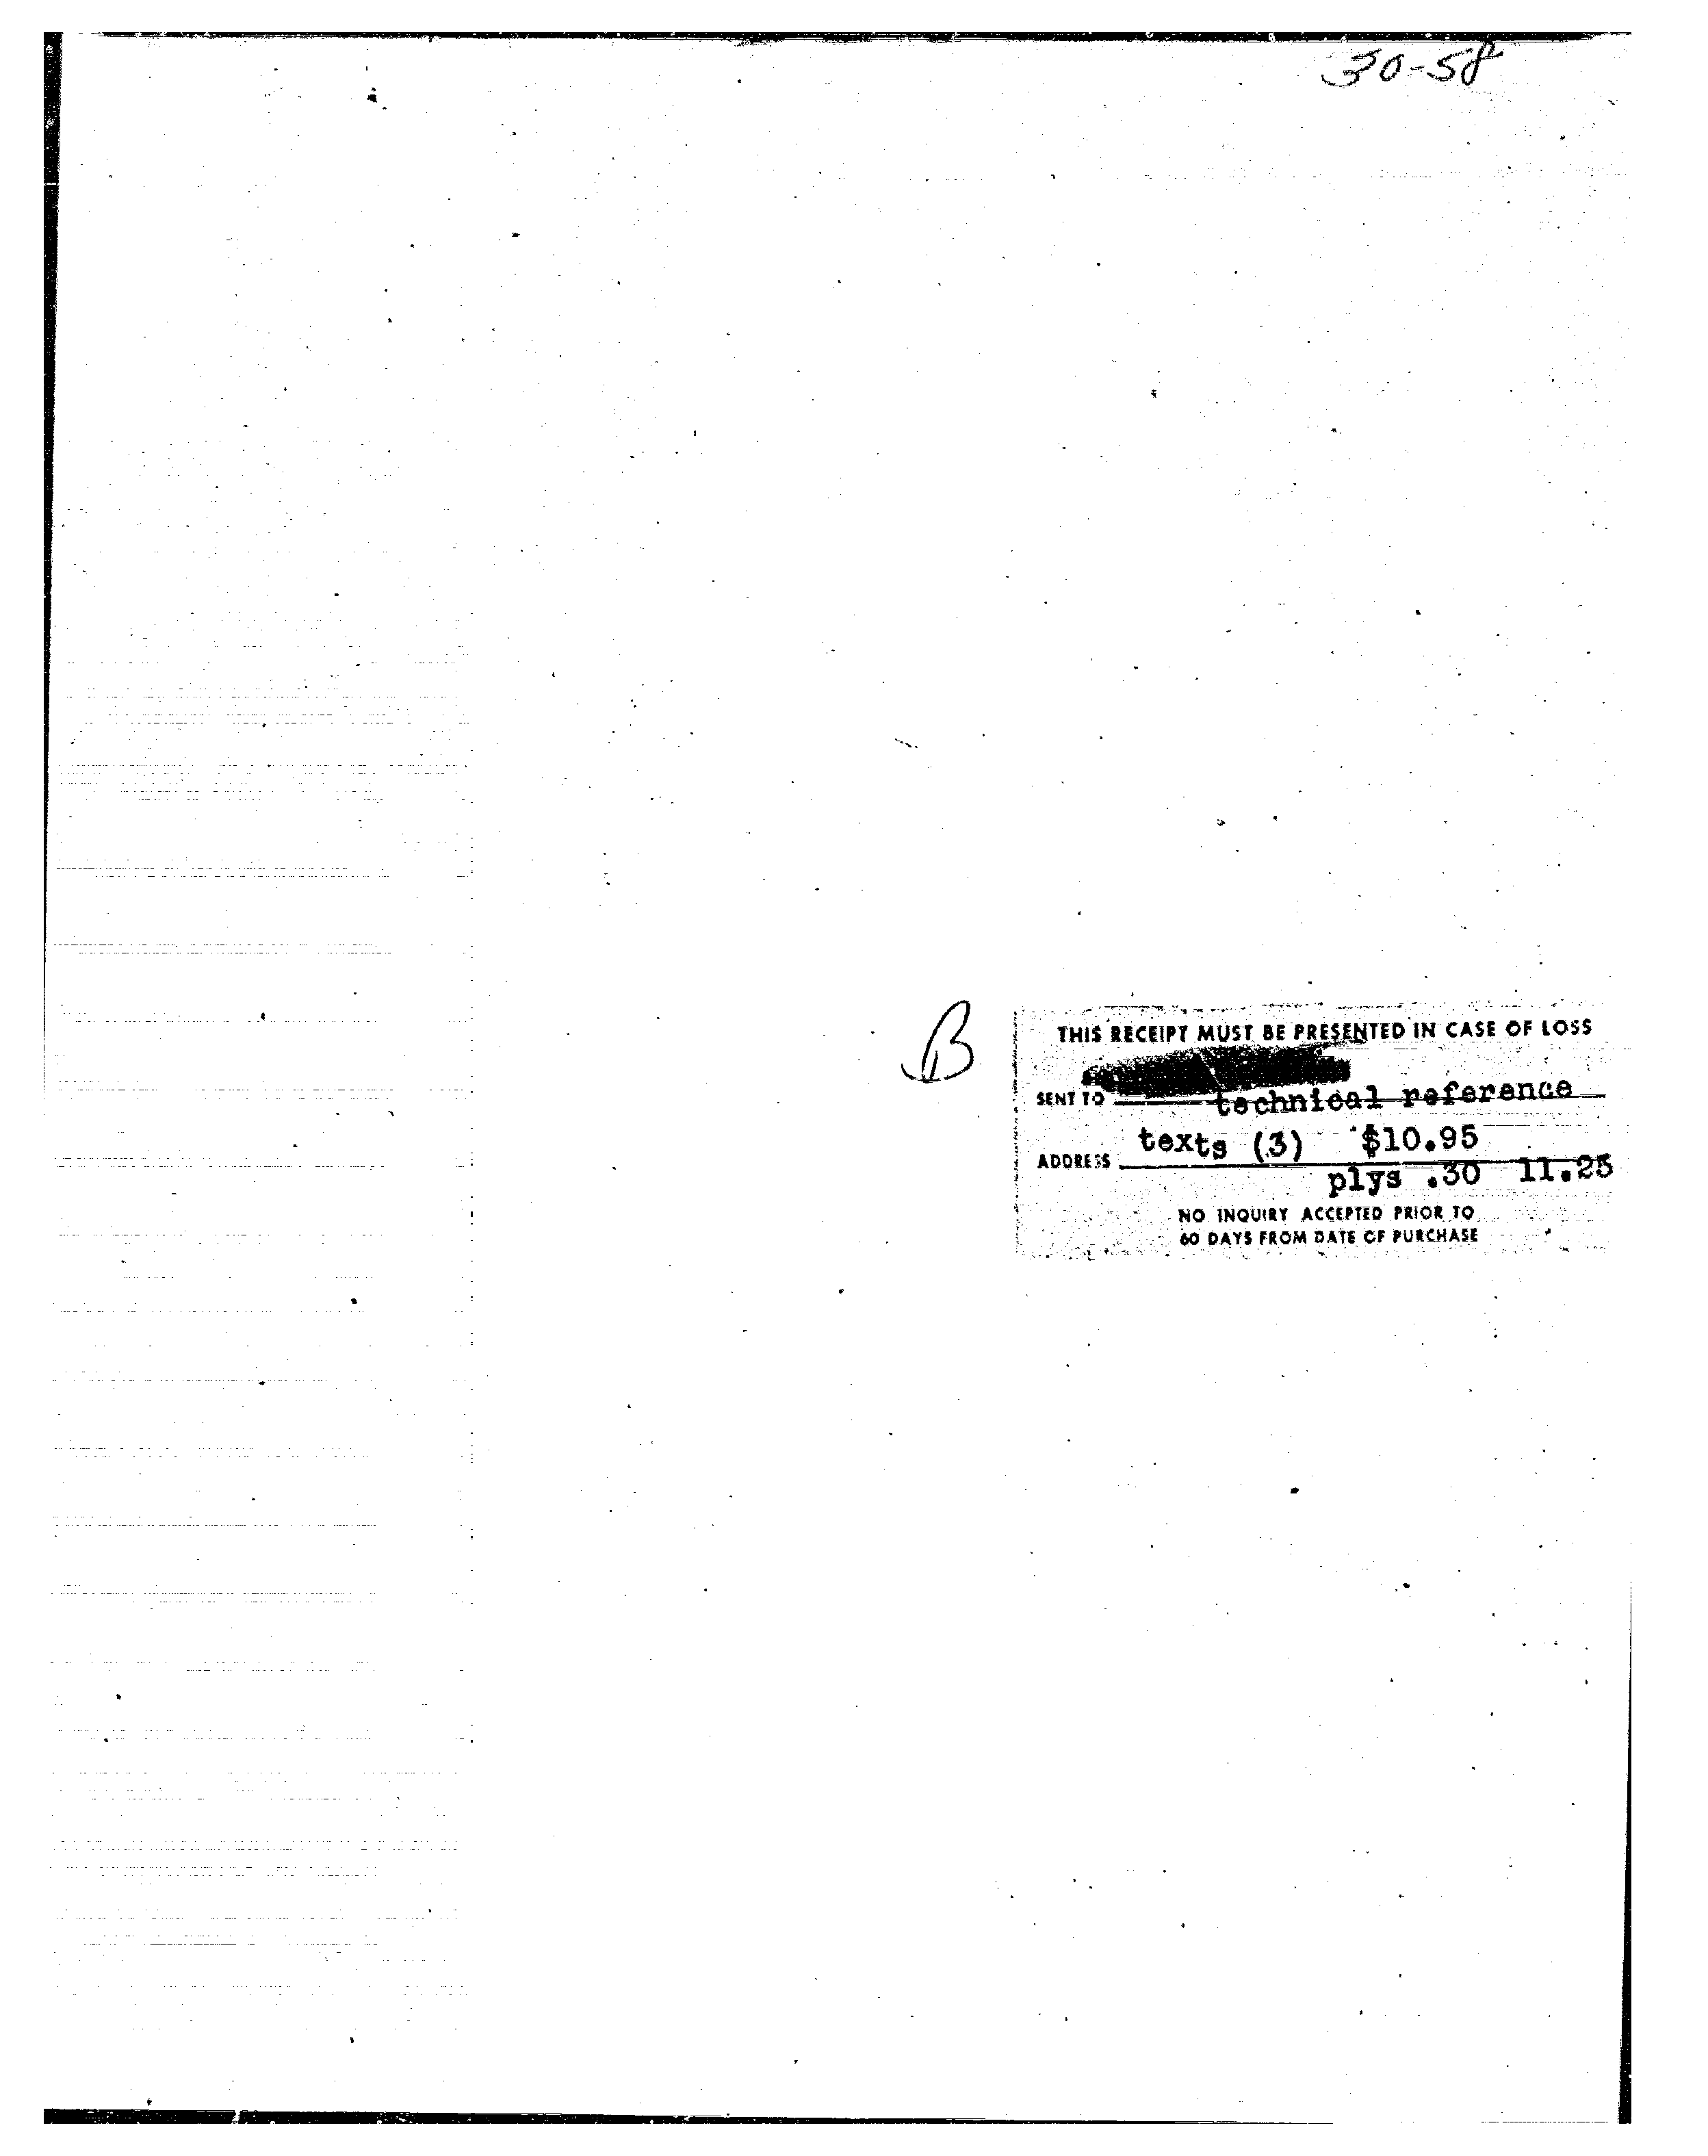 30-58
B
THIS RECEIPT MUST BE PRESENTED IN CASE OF LOSS
SENT TO technical reference
ADDRESS texts (3) $10.95
plys .30 11.25
NO INQUIRY ACCEPTED PRIOR TO
60 DAYS FROM DATE OF PURCHASE